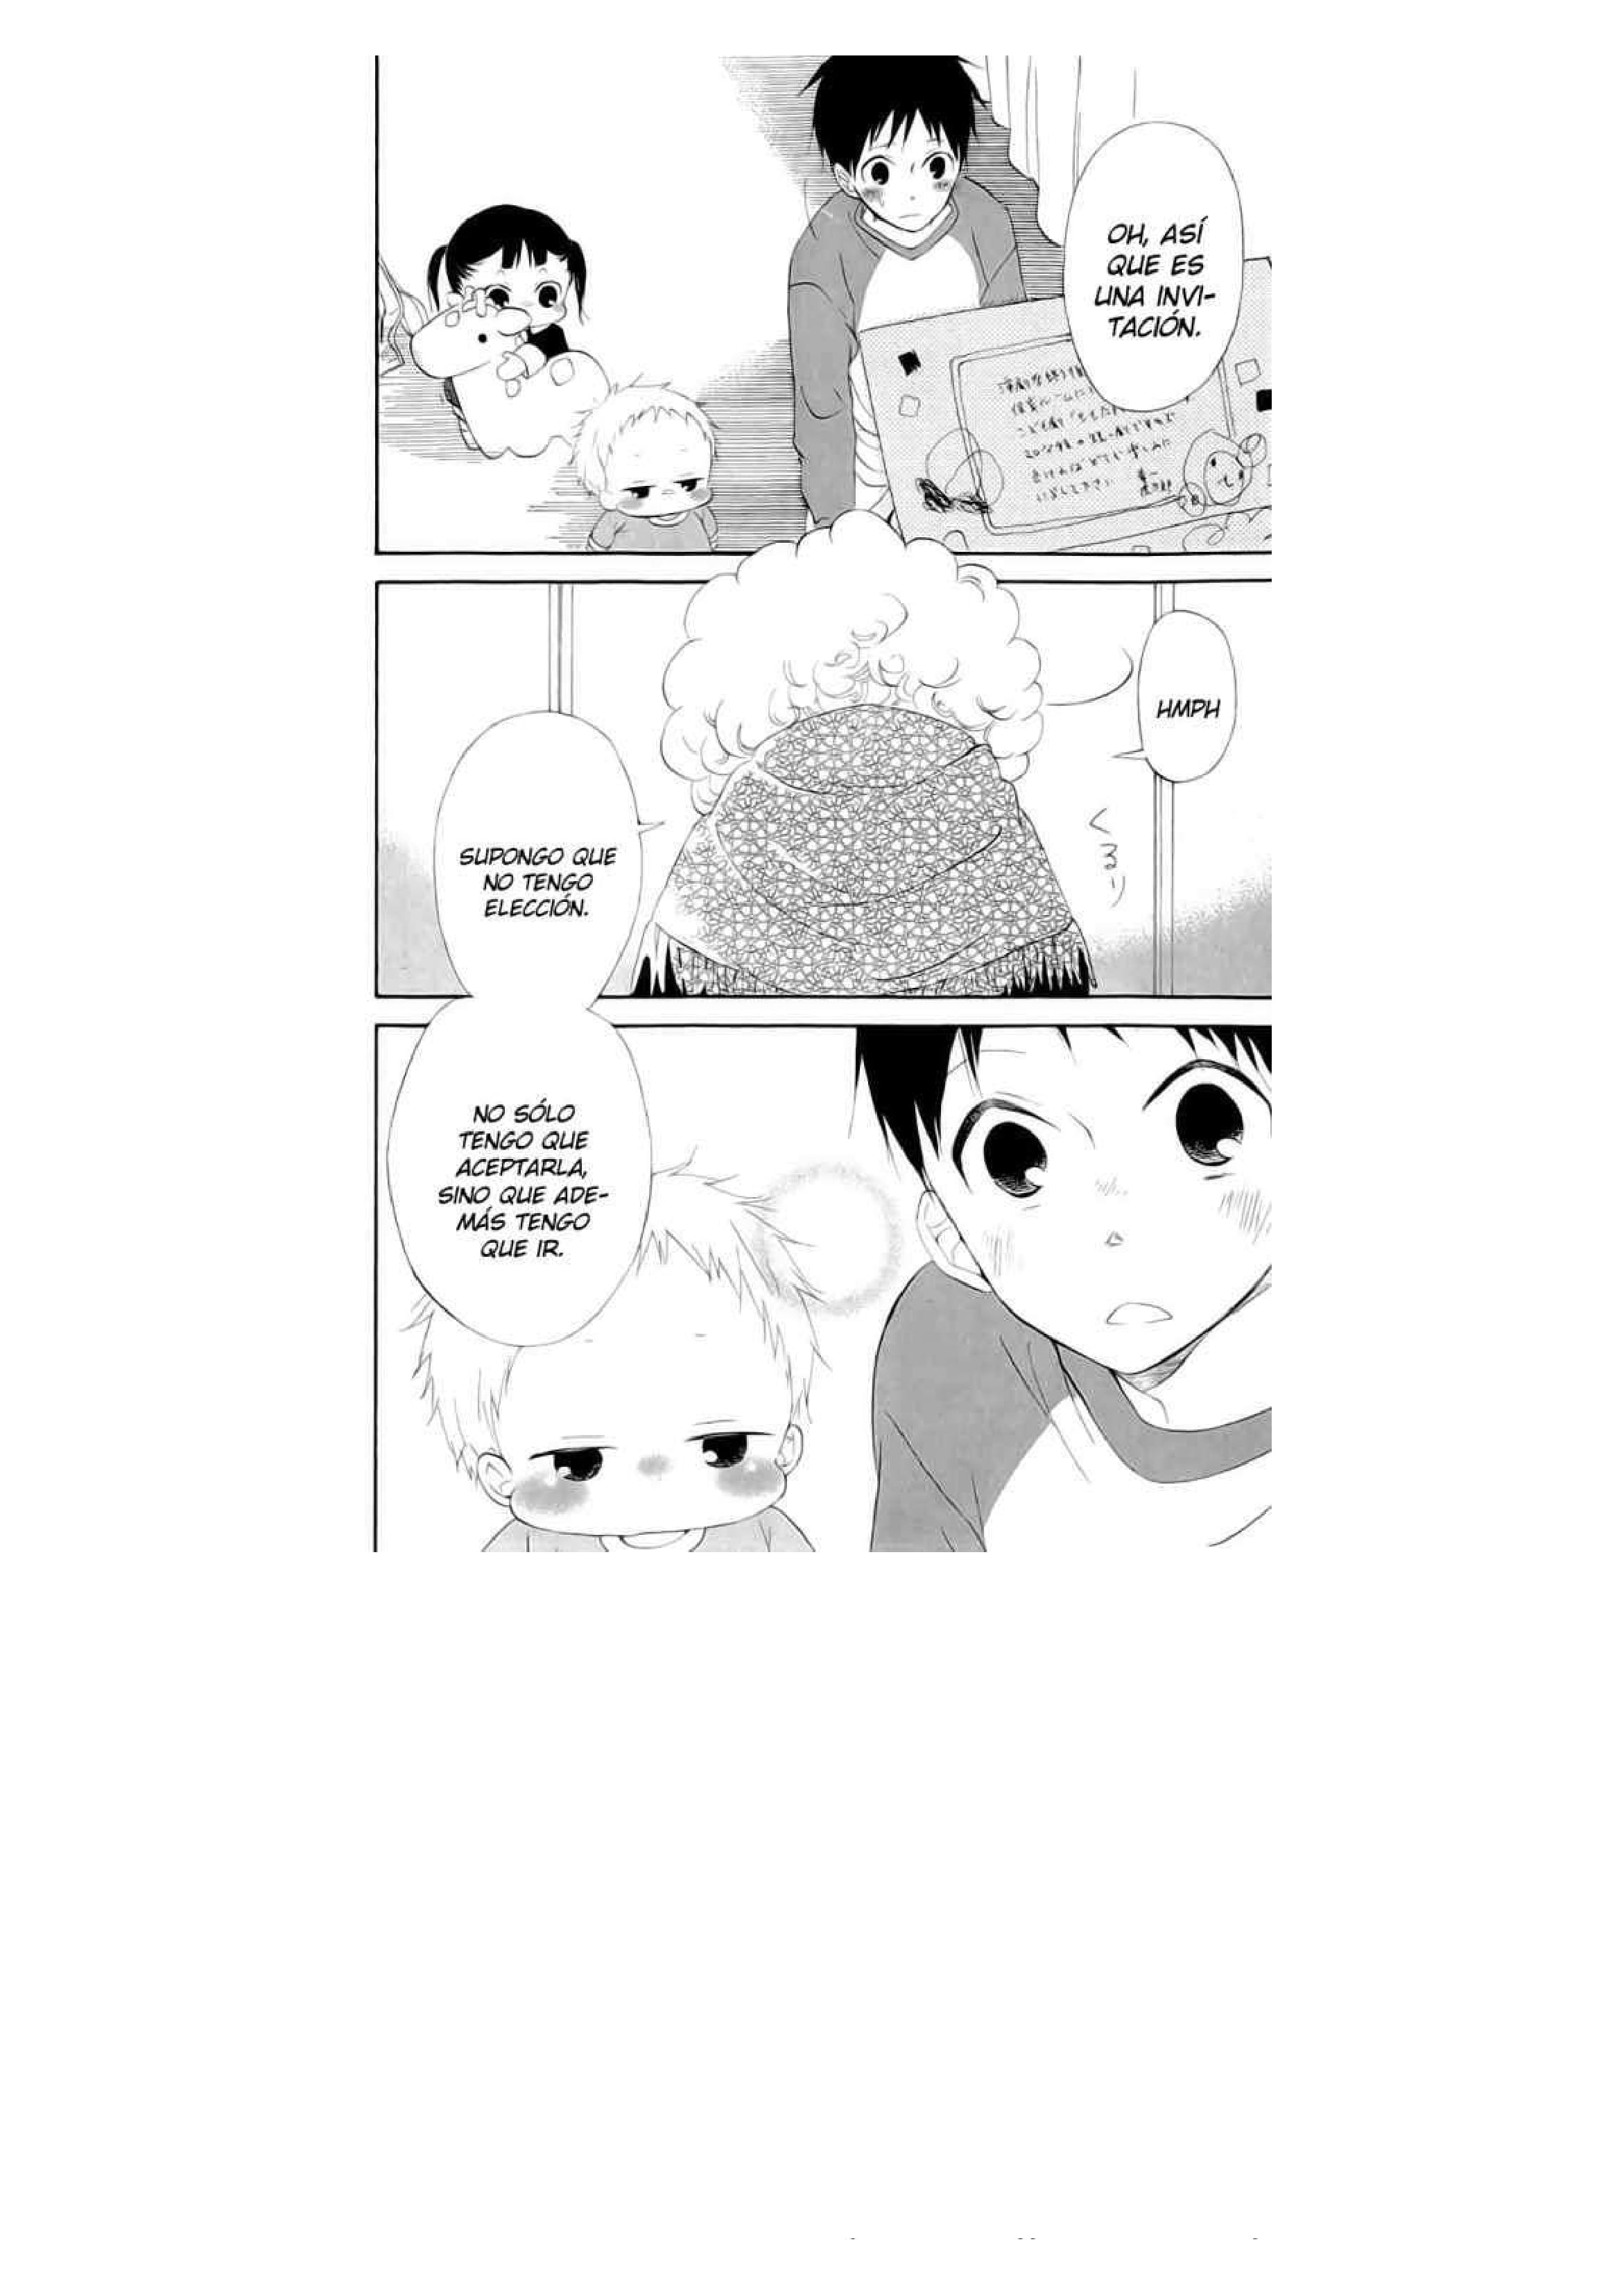 OH, ASÍ
QUE ES
UNA INVI-
TACIÓN.
HMPH
くるーり
SUPONGO QUE
NO TENGO
ELECCIÓN.
NO SÓLO
TENGO QUE
ACEPTARLA,
SINO QUE ADE-
MÁS TENGO
QUE IR.